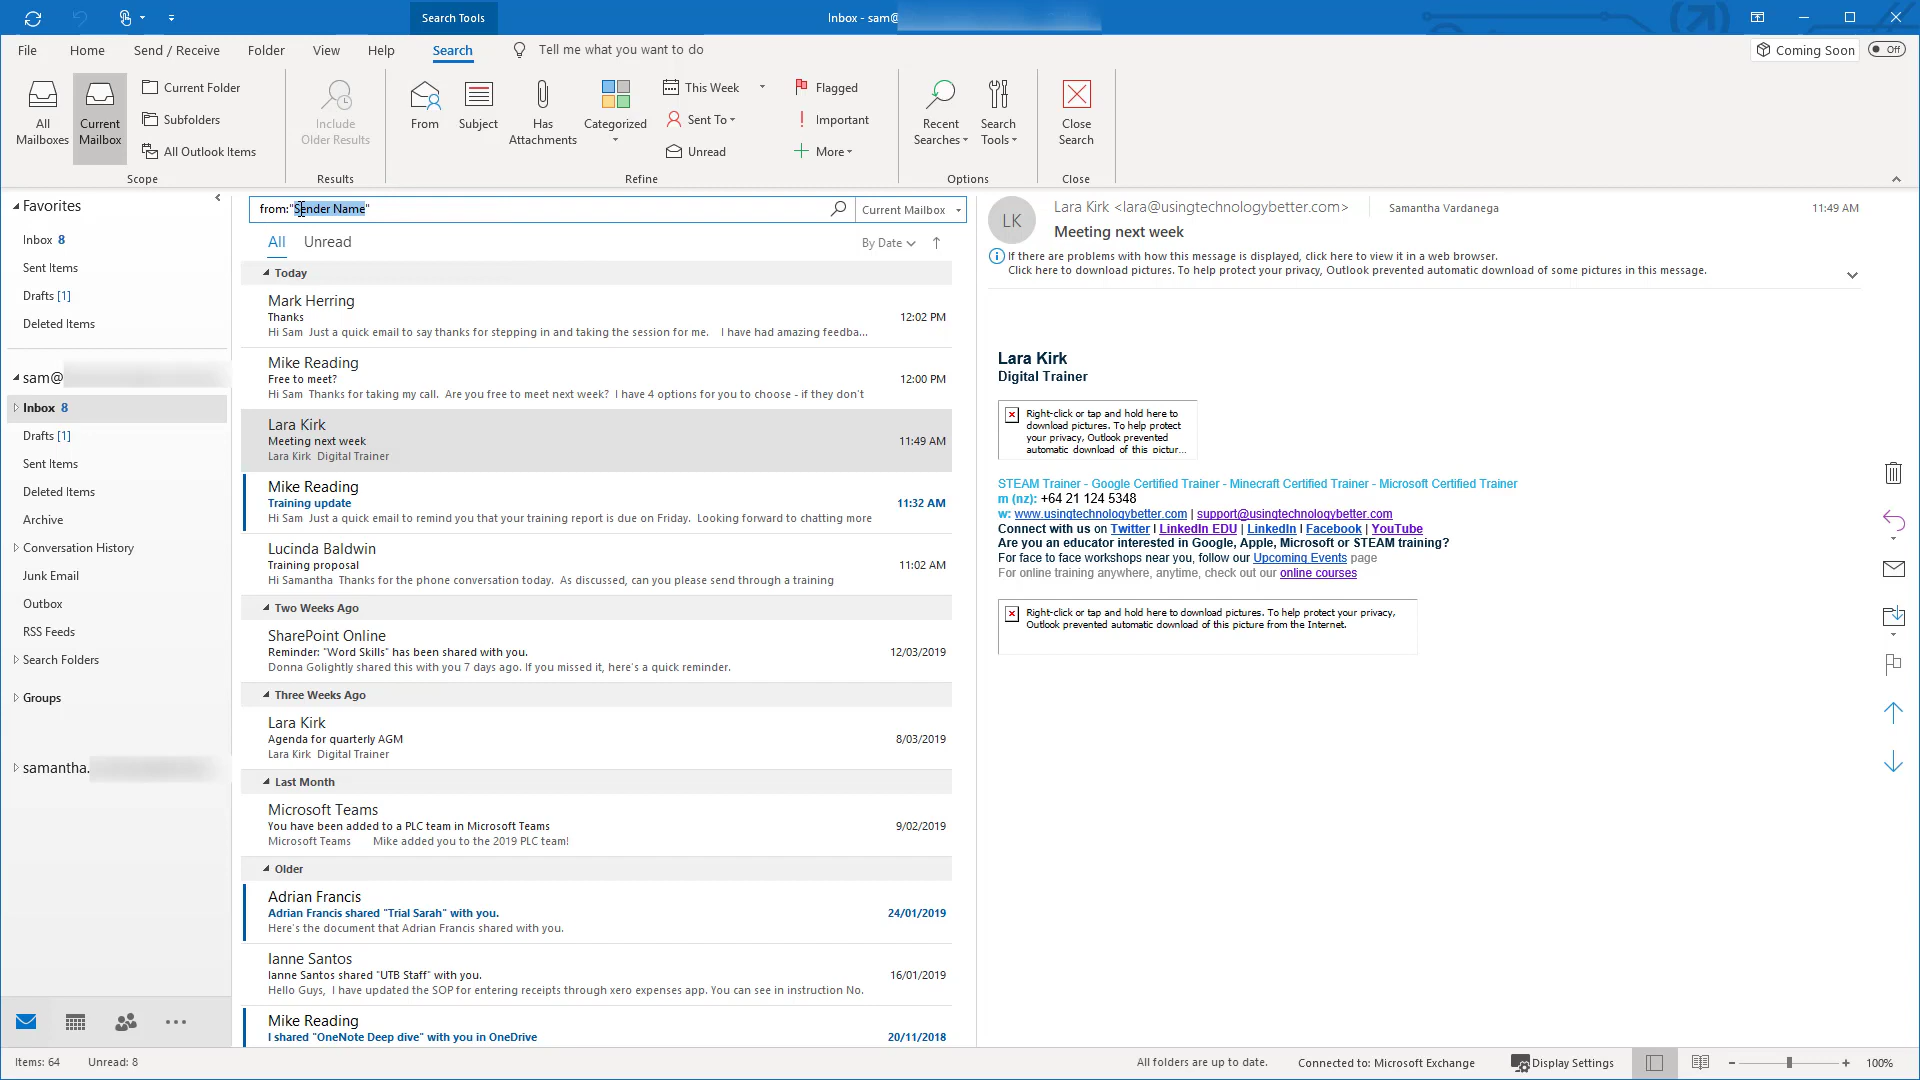 Search Tools
Inbox - sam@
File Home Send / Receive Folder View Help Search Tell me what you want to do
Coming Soon Off
All Mailboxes
Current Mailbox
Current Folder
Subfolders
All Outlook Items
Scope
Include Older Results
Results
From
Subject
Has Attachments
Categorized
This Week
Sent To
Unread
Flagged
Important
More
Refine
Recent Searches
Search Tools
Options
Close Search
Close
Favorites
Inbox 8
Sent Items
Drafts [1]
Deleted Items
sam@
Inbox 8
Drafts [1]
Sent Items
Deleted Items
Archive
Conversation History
Junk Email
Outbox
RSS Feeds
Search Folders
Groups
samantha.
from:"Sender Name"
Current Mailbox
All Unread
By Date
Today
Mark Herring
Thanks 12:02 PM
Hi Sam Just a quick email to say thanks for stepping in and taking the session for me. I have had amazing feedba...
Mike Reading
Free to meet? 12:00 PM
Hi Sam Thanks for taking my call. Are you free to meet next week? I have 4 options for you to choose - if they don't
Lara Kirk
Meeting next week 11:49 AM
Lara Kirk Digital Trainer
Mike Reading
Training update 11:32 AM
Hi Sam Just a quick email to remind you that your training report is due on Friday. Looking forward to chatting more
Lucinda Baldwin
Training proposal 11:02 AM
Hi Samantha Thanks for the phone conversation today. As discussed, can you please send through a training
Two Weeks Ago
SharePoint Online
Reminder: "Word Skills" has been shared with you. 12/03/2019
Donna Golightly shared this with you 7 days ago. If you missed it, here's a quick reminder.
Three Weeks Ago
Lara Kirk
Agenda for quarterly AGM 8/03/2019
Lara Kirk Digital Trainer
Last Month
Microsoft Teams
You have been added to a PLC team in Microsoft Teams 9/02/2019
Microsoft Teams Mike added you to the 2019 PLC team!
Older
Adrian Francis
Adrian Francis shared "Trial Sarah" with you. 24/01/2019
Here's the document that Adrian Francis shared with you.
Ianne Santos
Ianne Santos shared "UTB Staff" with you. 16/01/2019
Hello Guys, I have updated the SOP for entering receipts through xero expenses app. You can see in instruction No.
Mike Reading
I shared "OneNote Deep dive" with you in OneDrive 20/11/2018
LK
Lara Kirk <lara@usingtechnologybetter.com> Samantha Vardanega 11:49 AM
Meeting next week
If there are problems with how this message is displayed, click here to view it in a web browser.
Click here to download pictures. To help protect your privacy, Outlook prevented automatic download of some pictures in this message.
Lara Kirk
Digital Trainer
Right-click or tap and hold here to
download pictures. To help protect
your privacy, Outlook prevented
automatic download of this pictur...
STEAM Trainer - Google Certified Trainer - Minecraft Certified Trainer - Microsoft Certified Trainer
m (nz): +64 21 124 5348
w: www.usingtechnologybetter.com | support@usingtechnologybetter.com
Connect with us on Twitter I LinkedIn EDU | LinkedIn I Facebook | YouTube
Are you an educator interested in Google, Apple, Microsoft or STEAM training?
For face to face workshops near you, follow our Upcoming Events page
For online training anywhere, anytime, check out our online courses
Right-click or tap and hold here to download pictures. To help protect your privacy,
Outlook prevented automatic download of this picture from the Internet.
Items: 64 Unread: 8
All folders are up to date. Connected to: Microsoft Exchange Display Settings 100%